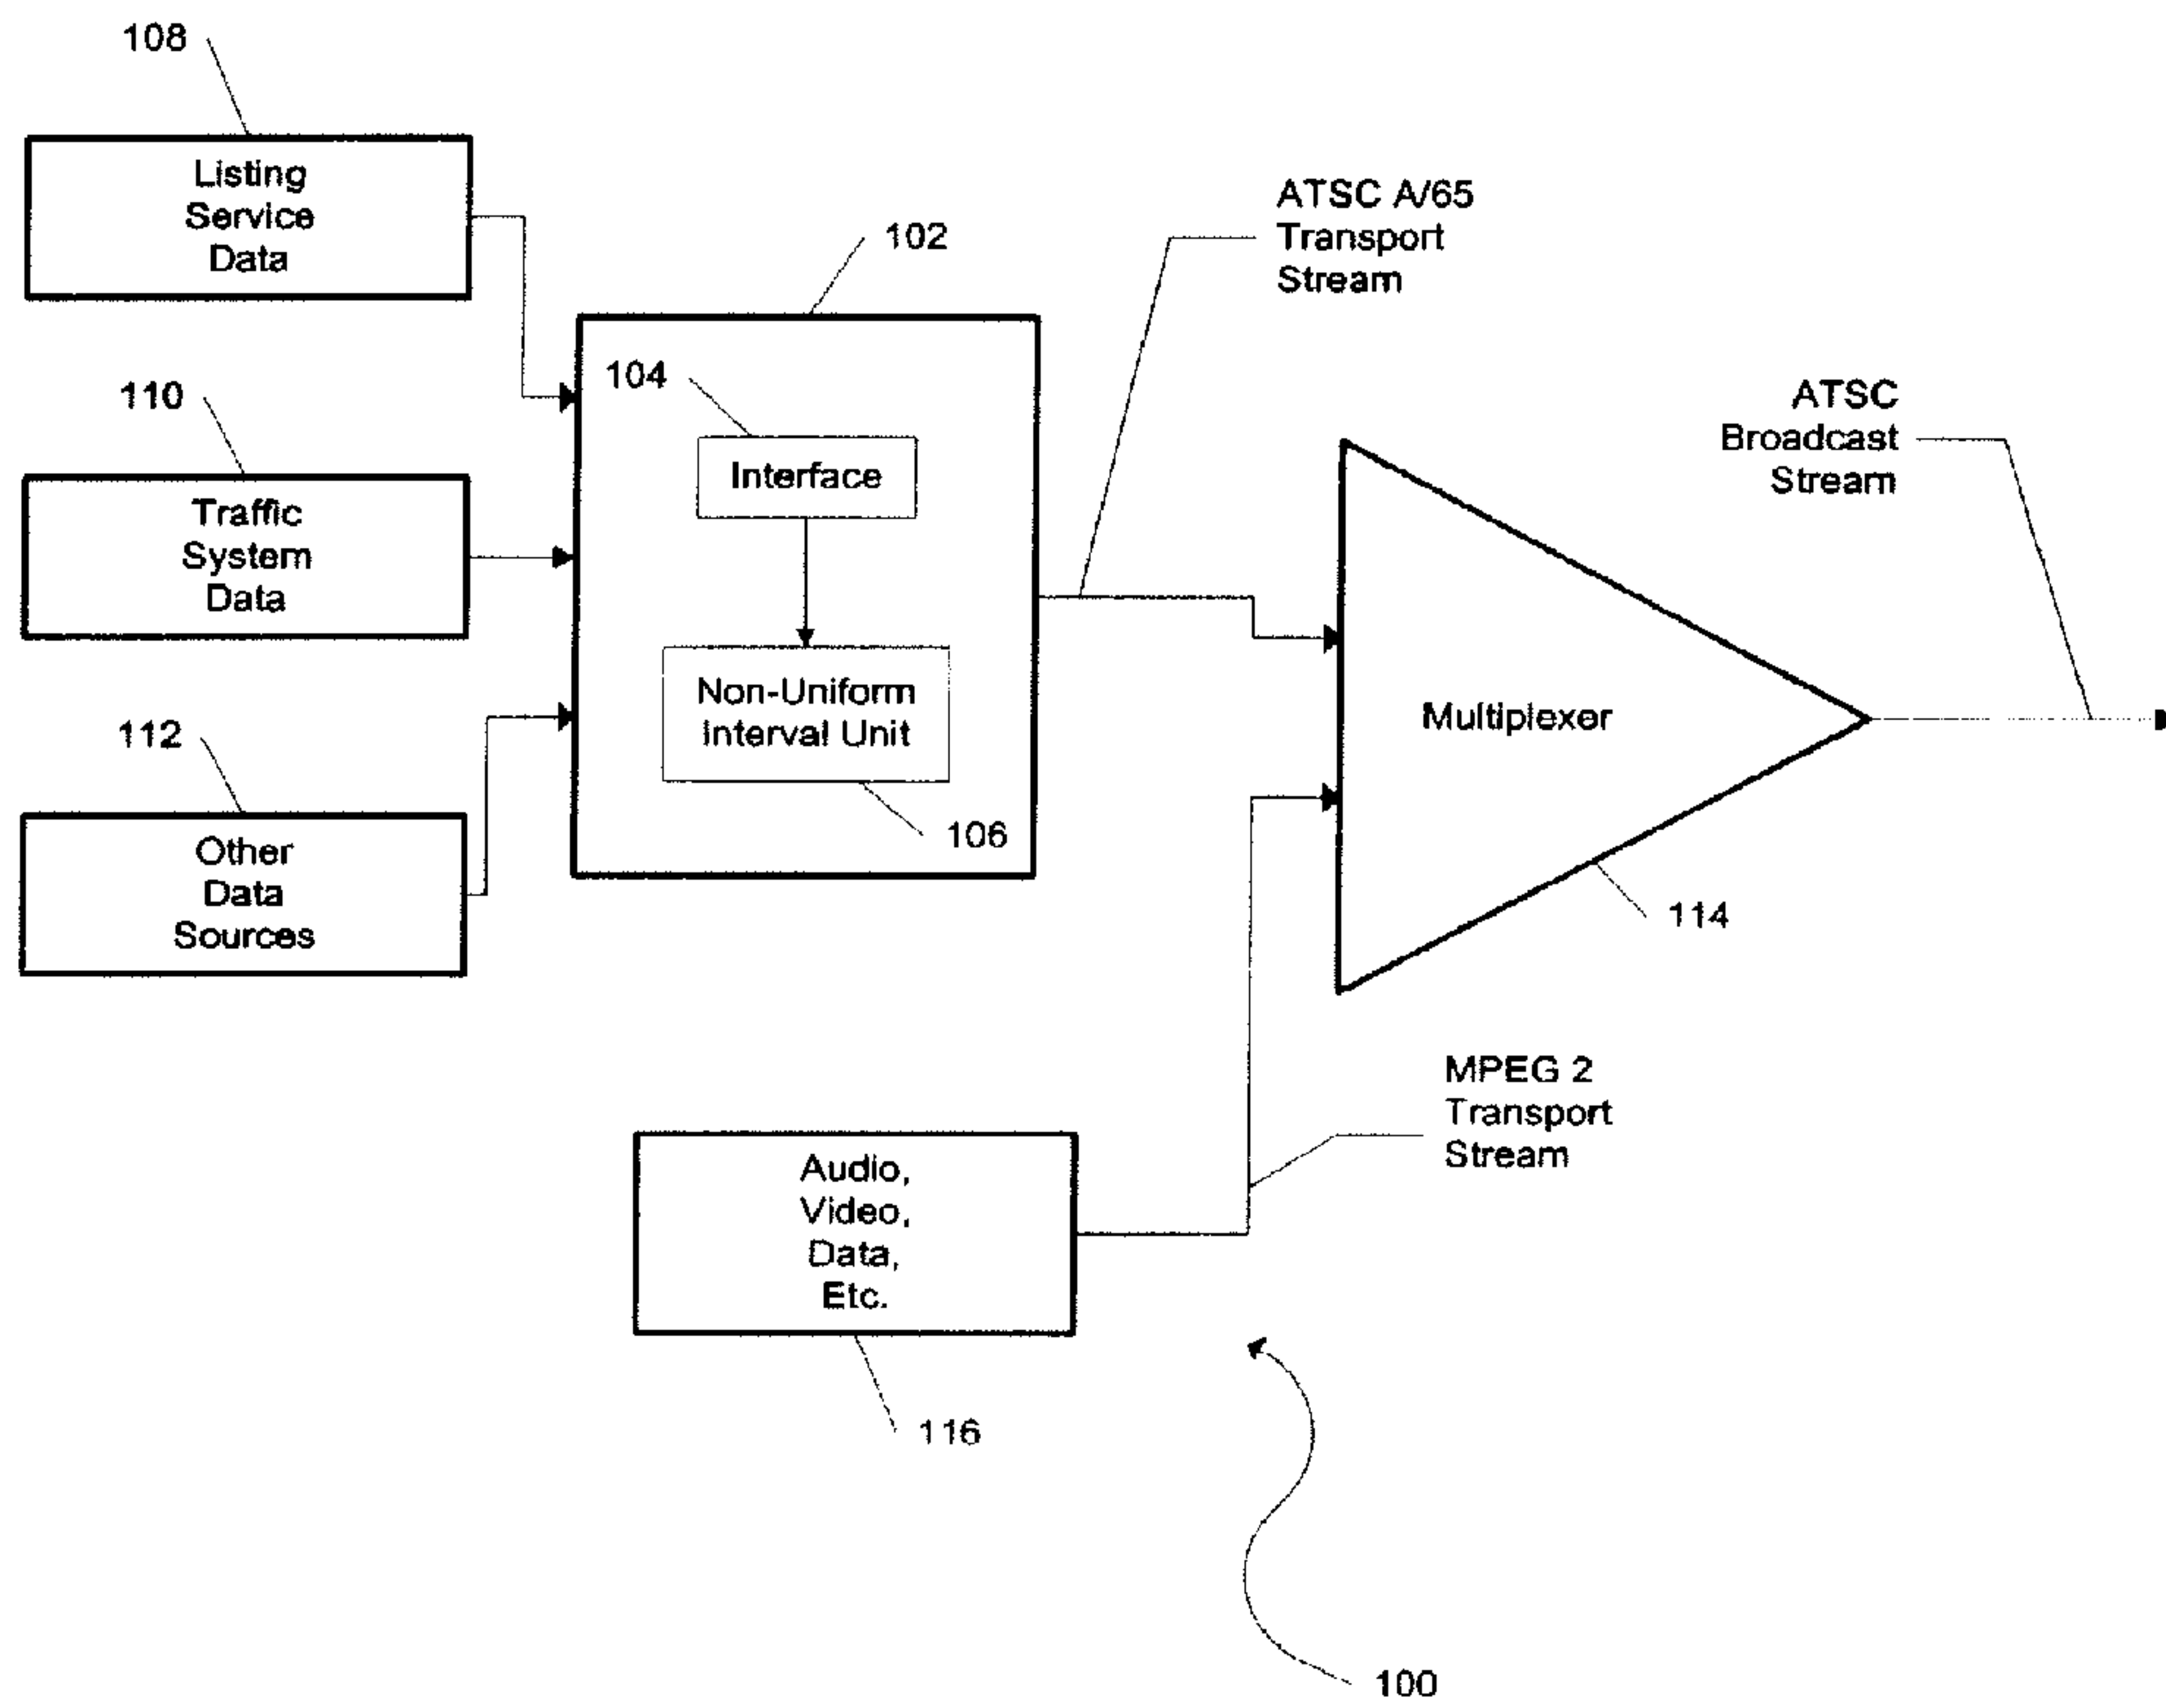 108
Listing
Service
Data
102
ATSC A/65
Transport
Stream
104
Interface
110
Traffic
System
Data
ATSC
Broadcast
Stream
Non-Uniform
Interval Unit
106
Multiplexer
112
Other
Data
Sources
114
MPEG 2
Transport
Stream
Audio,
Video,
Data,
Etc.
116
100